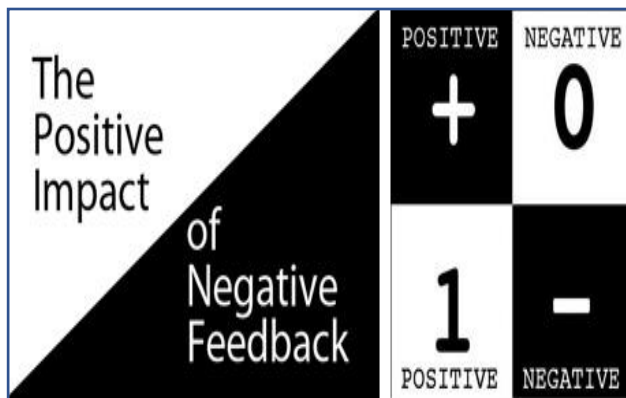 The
Positive
Impact
of
Negative
Feedback
POSITIVE NEGATIVE
+ 0
1 -
POSITIVE NEGATIVE